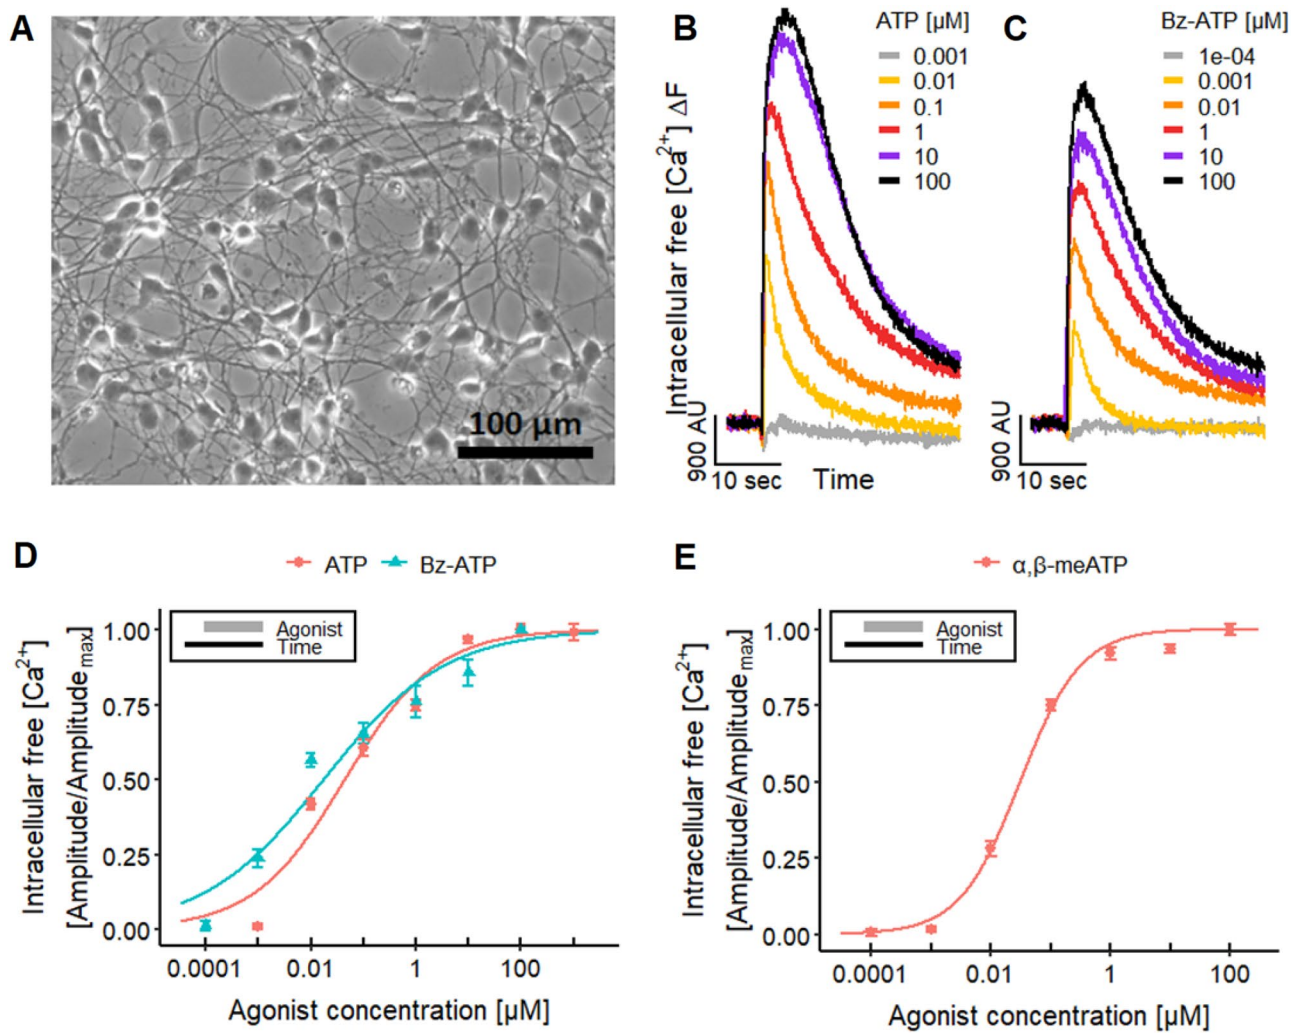 A
100 µm
B
ATP [µM]
0.001
0.01
0.1
1
10
100
Intracellular free [Ca²⁺] ΔF
900 AU
10 sec
Time
C
Bz-ATP [µM]
1e-04
0.001
0.01
1
10
100
900 AU
10 sec
D
ATP Bz-ATP
Agonist
Time
Intracellular free [Ca²⁺]
[Amplitude/Amplitude_max]
1.00
0.75
0.50
0.25
0.00
0.0001 0.01 1 100
Agonist concentration [µM]
E
α,β-meATP
Agonist
Time
Intracellular free [Ca²⁺]
[Amplitude/Amplitude_max]
1.00
0.75
0.50
0.25
0.00
0.0001 0.01 1 100
Agonist concentration [µM]